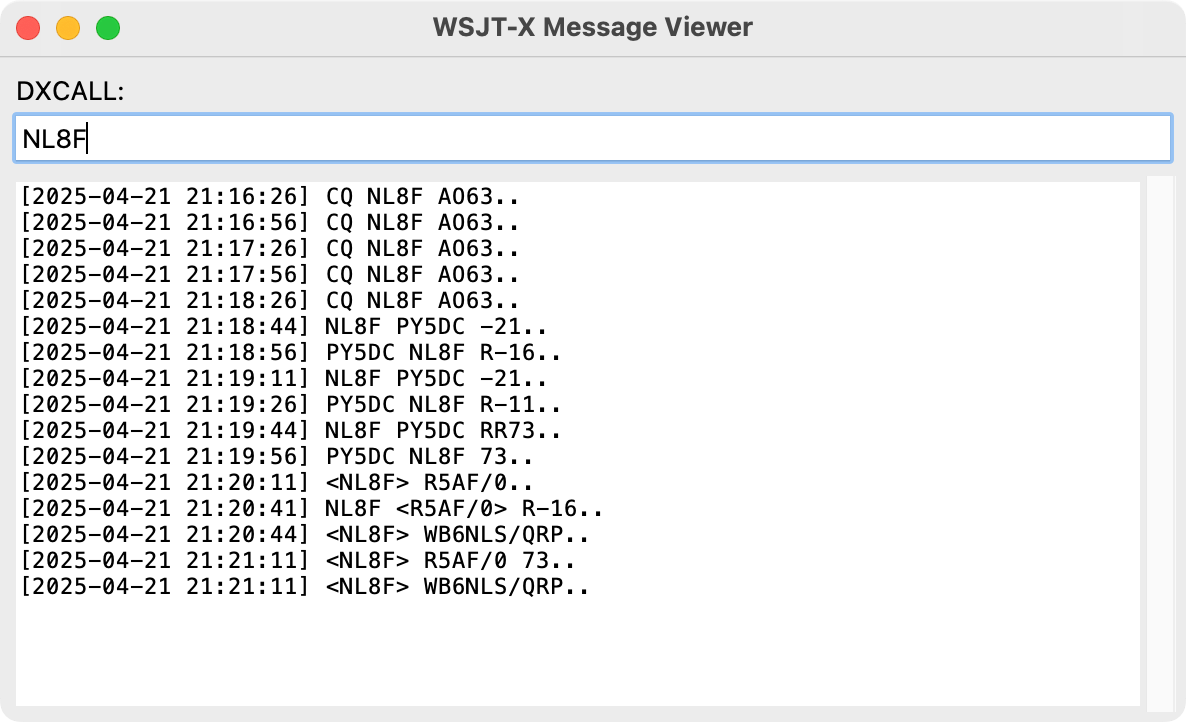 WSJT-X Message Viewer
DXCALL:
NL8F
[2025-04-21 21:16:26] CQ NL8F AO63..
[2025-04-21 21:16:56] CQ NL8F AO63..
[2025-04-21 21:17:26] CQ NL8F AO63..
[2025-04-21 21:17:56] CQ NL8F AO63..
[2025-04-21 21:18:26] CQ NL8F AO63..
[2025-04-21 21:18:44] NL8F PY5DC -21..
[2025-04-21 21:18:56] PY5DC NL8F R-16..
[2025-04-21 21:19:11] NL8F PY5DC -21..
[2025-04-21 21:19:26] PY5DC NL8F R-11..
[2025-04-21 21:19:44] NL8F PY5DC RR73..
[2025-04-21 21:19:56] PY5DC NL8F 73..
[2025-04-21 21:20:11] <NL8F> R5AF/0..
[2025-04-21 21:20:41] NL8F <R5AF/0> R-16..
[2025-04-21 21:20:44] <NL8F> WB6NLS/QRP..
[2025-04-21 21:21:11] <NL8F> R5AF/0 73..
[2025-04-21 21:21:11] <NL8F> WB6NLS/QRP..